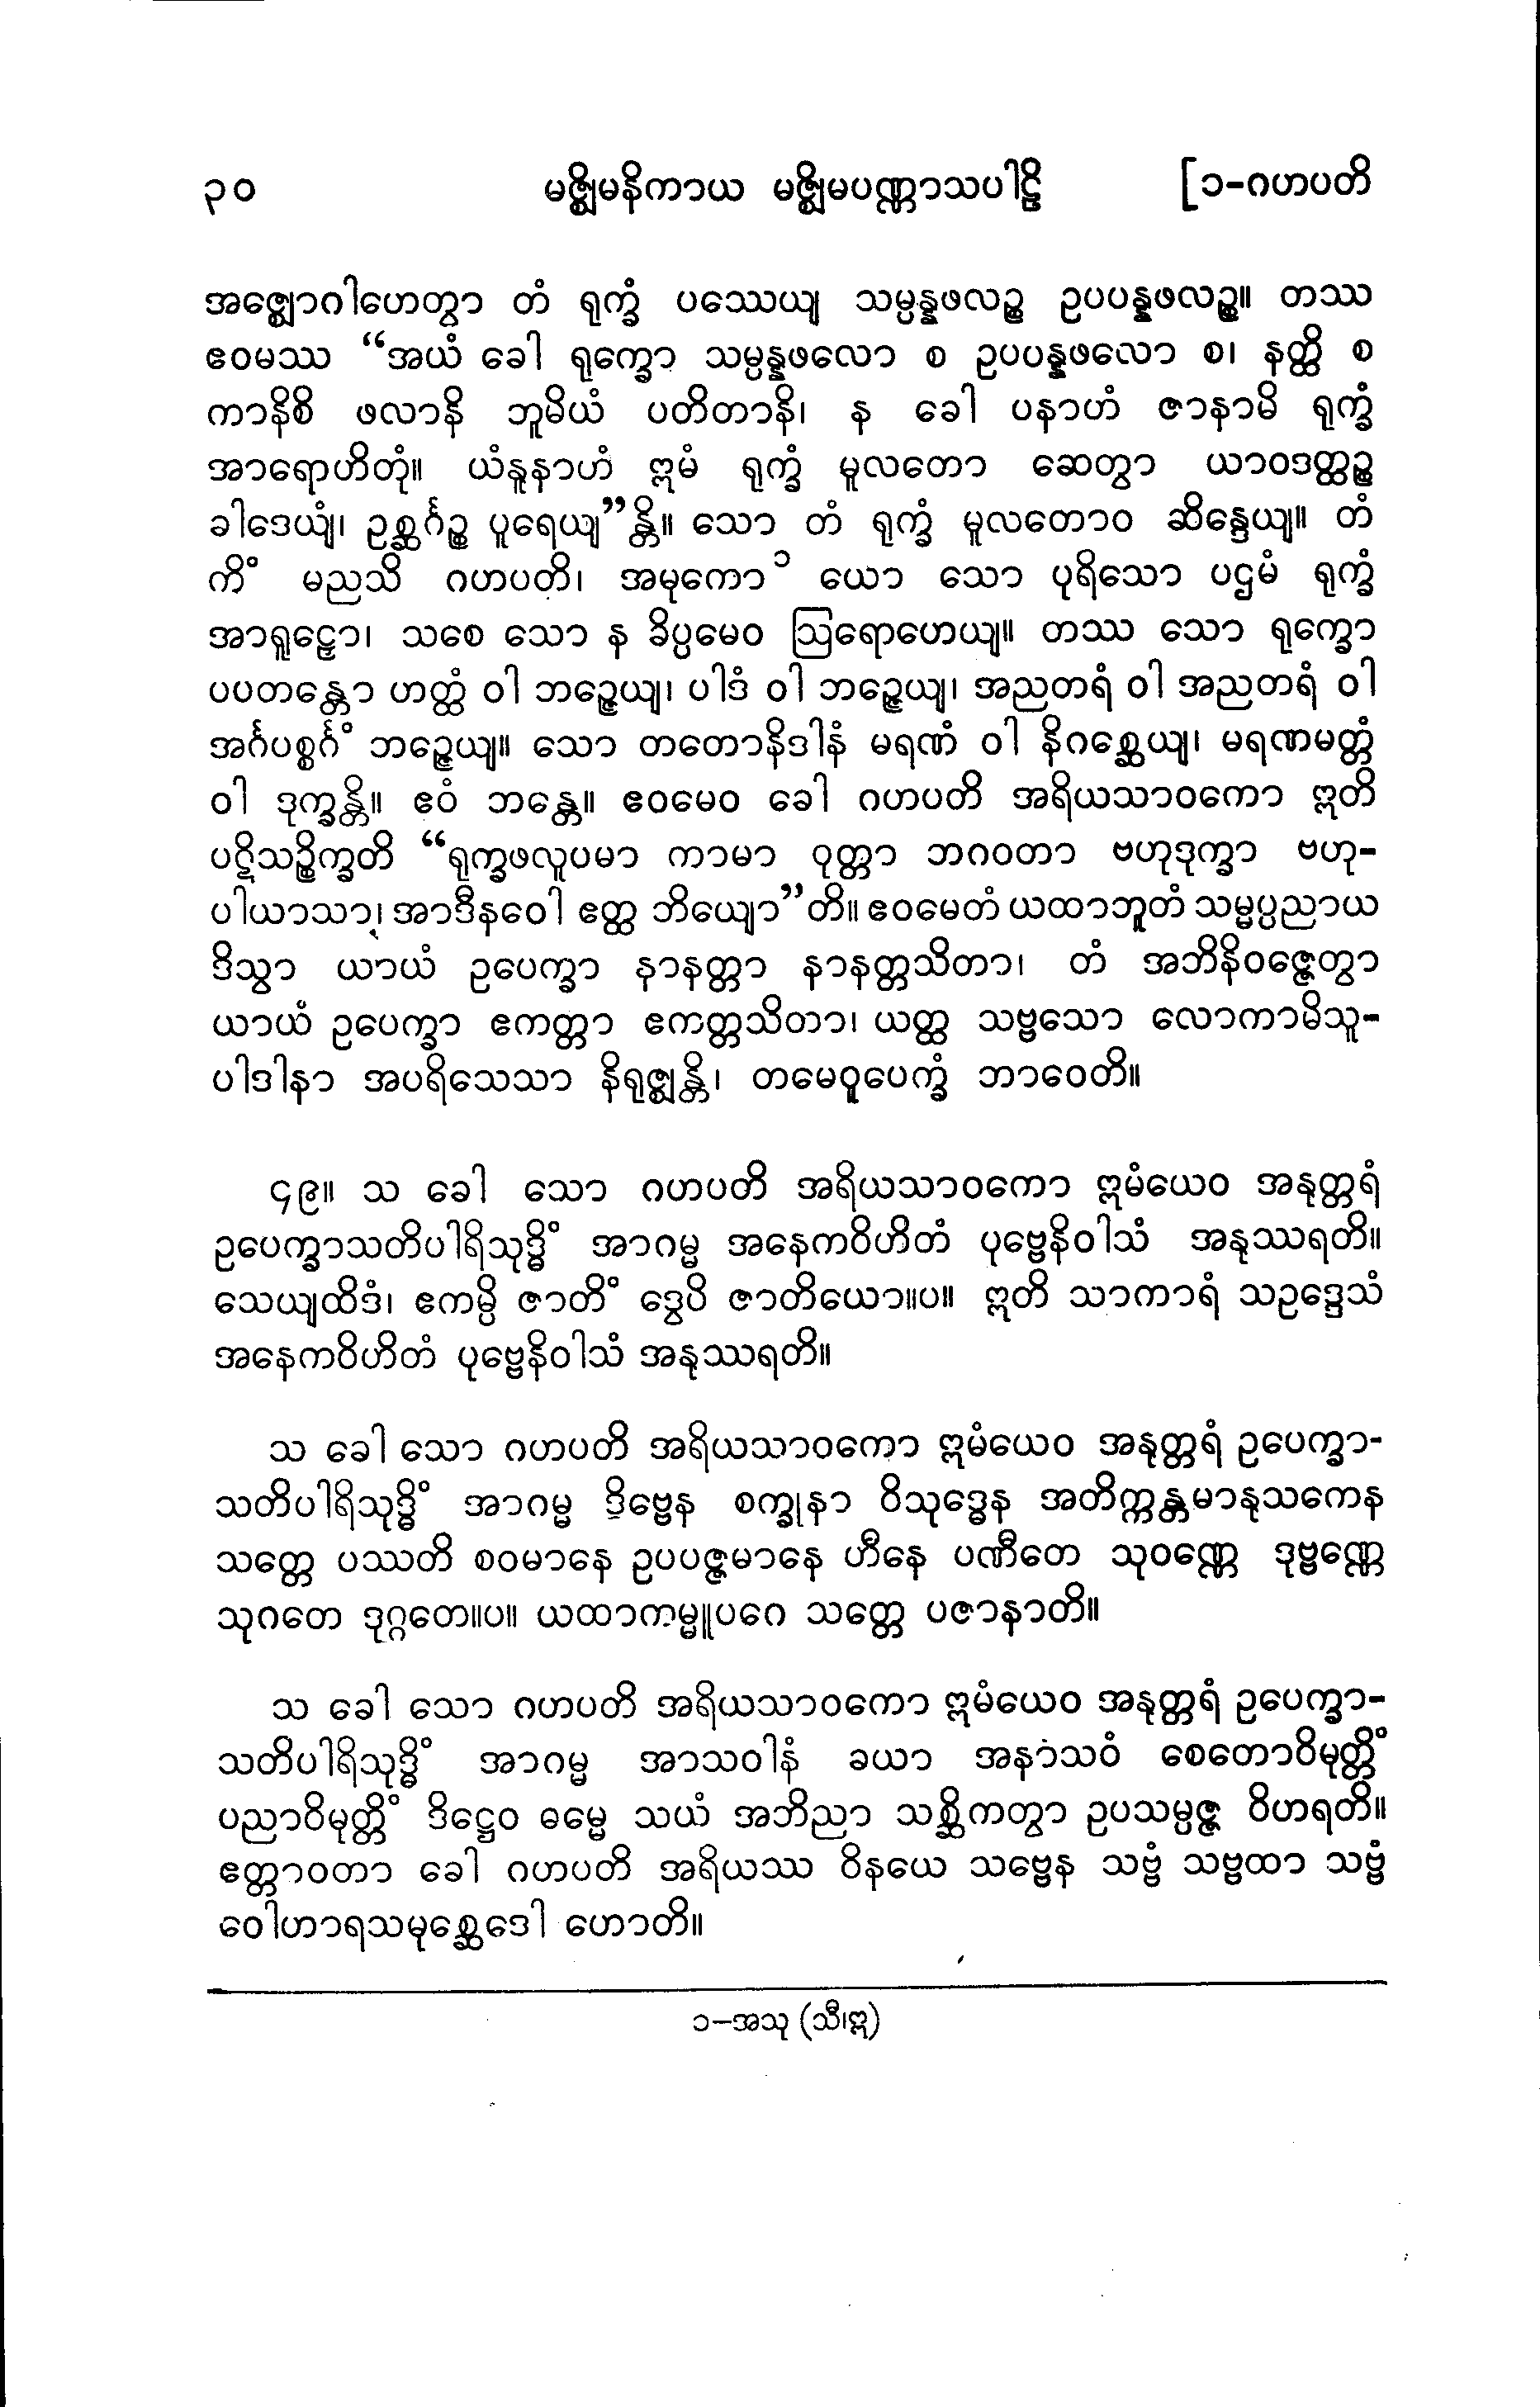 ၃၀ မဇ္ဈိမနိကာယ မဇ္ဈိမပဏ္ဏာသပါဠိ [၁-ဂဟပတိ
အဇ္ဈောဂါဟေတွာ တံ ရုက္ခံ ပဿေယျ သမ္ပန္နဖလဉ္စ ဥပပန္နဖလဉ္စ။ တဿ
ဧဝမဿ “အယံ ခေါ ရုက္ခော သမ္ပန္နဖလော စ ဥပပန္နဖလော စ၊ နတ္ထိ စ
ကာနိစိ ဖလာနိ ဘူမိယံ ပတိတာနိ၊ န ခေါ ပနာဟံ ဇာနာမိ ရုက္ခံ
အာရောဟိတုံ။ ယံနူနာဟံ ဣမံ ရုက္ခံ မူလတော ဆေတွာ ယာဝဒတ္ထဉ္စ
ခါဒေယျံ၊ ဥစ္ဆင်္ဂဉ္စ ပူရေယျ”န္တိ။ သော တံ ရုက္ခံ မူလတောဝ ဆိန္ဒေယျ။ တံ
ကိံ မညသိ ဂဟပတိ၊ အမုကော ၁ ယော သော ပုရိသော ပဌမံ ရုက္ခံ
အာရူဠှော၊ သစေ သော န ခိပ္ပမေဝ ဩရောဟေယျ။ တဿ သော ရုက္ခော
ပပတန္တော ဟတ္ထံ ဝါ ဘဉ္ဇေယျ၊ ပါဒံ ဝါ ဘဉ္ဇေယျ၊ အညတရံ ဝါ အညတရံ ဝါ
အင်္ဂပစ္စင်္ဂံ ဘဉ္ဇေယျ။ သော တတောနိဒါနံ မရဏံ ဝါ နိဂစ္ဆေယျ၊ မရဏမတ္တံ
ဝါ ဒုက္ခန္တိ။ ဧဝံ ဘန္တေ။ ဧဝမေဝ ခေါ ဂဟပတိ အရိယသာဝကော ဣတိ
ပဋိသဉ္စိက္ခတိ “ရုက္ခဖလူပမာ ကာမာ ဝုတ္တာ ဘဂဝတာ ဗဟုဒုက္ခာ ဗဟု-
ပါယာသာ၊ အာဒီနဝေါ ဧတ္ထ ဘိယျော”တိ။ ဧဝမေတံ ယထာဘူတံ သမ္မပ္ပညာယ
ဒိသွာ ယာယံ ဥပေက္ခာ နာနတ္တာ နာနတ္တသိတာ၊ တံ အဘိနိဝဇ္ဇေတွာ
ယာယံ ဥပေက္ခာ ဧကတ္တာ ဧကတ္တသိတာ၊ ယတ္ထ သဗ္ဗသော လောကာမိသူ-
ပါဒါနာ အပရိသေသာ နိရုဇ္ဈန္တိ၊ တမေဝူပေက္ခံ ဘာဝေတိ။
၄၉။ သ ခေါ သော ဂဟပတိ အရိယသာဝကော ဣမံယေဝ အနုတ္တရံ
ဥပေက္ခာသတိပါရိသုဒ္ဓိံ အာဂမ္မ အနေကဝိဟိတံ ပုဗ္ဗေနိဝါသံ အနုဿရတိ။
သေယျထိဒံ၊ ဧကမ္ပိ ဇာတိံ ဒွေပိ ဇာတိယော။ပ။ ဣတိ သာကာရံ သဥဒ္ဒေသံ
အနေကဝိဟိတံ ပုဗ္ဗေနိဝါသံ အနုဿရတိ။
သ ခေါ သော ဂဟပတိ အရိယသာဝကော ဣမံယေဝ အနုတ္တရံ ဥပေက္ခာ-
သတိပါရိသုဒ္ဓိံ အာဂမ္မ ဒိဗ္ဗေန စက္ခုနာ ဝိသုဒ္ဓေန အတိက္ကန္တမာနုသကေန
သတ္တေ ပဿတိ စဝမာနေ ဥပပဇ္ဇမာနေ ဟီနေ ပဏီတေ သုဝဏ္ဏေ ဒုဗ္ဗဏ္ဏေ
သုဂတေ ဒုဂ္ဂတေ။ပ။ ယထာကမ္မူပဂေ သတ္တေ ပဇာနာတိ။
သ ခေါ သော ဂဟပတိ အရိယသာဝကော ဣမံယေဝ အနုတ္တရံ ဥပေက္ခာ-
သတိပါရိသုဒ္ဓိံ အာဂမ္မ အာသဝါနံ ခယာ အနာသဝံ စေတောဝိမုတ္တိံ
ပညာဝိမုတ္တိံ ဒိဋ္ဌေဝ ဓမ္မေ သယံ အဘိညာ သစ္ဆိကတွာ ဥပသမ္ပဇ္ဇ ဝိဟရတိ။
ဧတ္တာဝတာ ခေါ ဂဟပတိ အရိယဿ ဝိနယေ သဗ္ဗေန သဗ္ဗံ သဗ္ဗထာ သဗ္ဗံ
ဝေါဟာရသမုစ္ဆေဒေါ ဟောတိ။
၁–အသု (သီ၊ဣ)